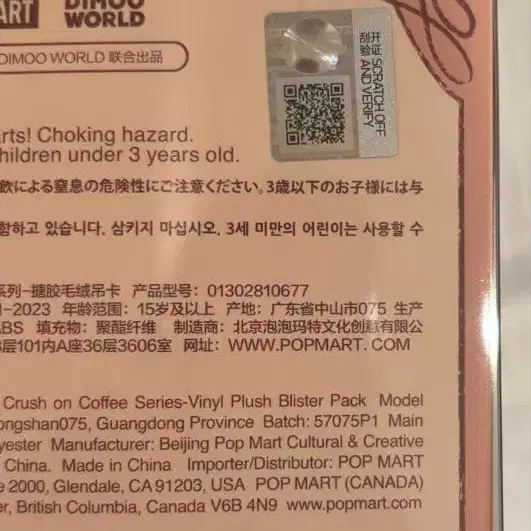 ART
DIMOO
WORLD
DIMOO WORLD 联合出品
开证 SCRATCH OFF
刮验 AND VERIFY
arts! Choking hazard.
hildren under 3 years old.
飲による窒息の危険性にご注意ください。3歳以下のお子様には与
함하고 있습니다. 삼키지 마십시오. 3세 미만의 어린이는 사용할 수
系列-搪胶毛绒吊卡 产品型号: 01302810677
-2023 年龄范围: 15岁及以上 产地: 广东省中山市075 生产
ABS 填充物: 聚酯纤维 制造商: 北京泡泡玛特文化创意有限公
层101内A座36层3606室 网址: WWW.POPMART.COM
Crush on Coffee Series-Vinyl Plush Blister Pack Model
ongshan075, Guangdong Province Batch: 57075P1 Main
yester Manufacturer: Beijing Pop Mart Cultural & Creative
China. Made in China Importer/Distributor: POP MART
e 2000, Glendale, CA 91203, USA POP MART (CANADA)
er, British Columbia, Canada V6B 4N9 www.popmart.com